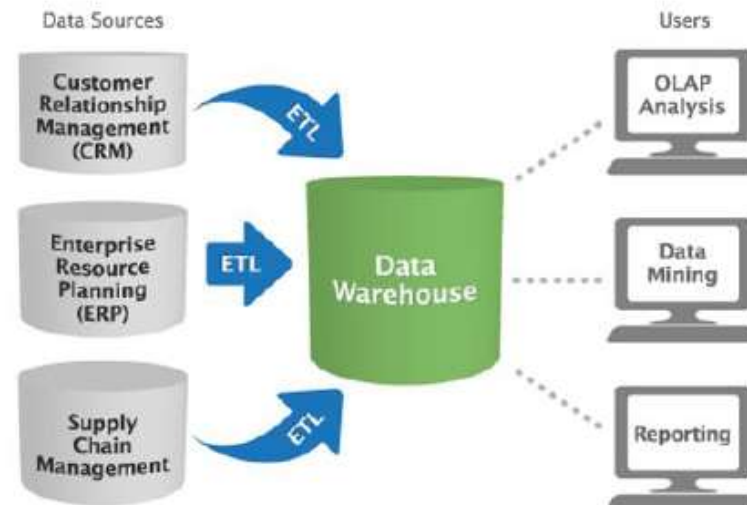 Data Sources
Users
Customer
Relationship
Management
(CRM)
ETL
OLAP
Analysis
Enterprise
Resource
Planning
(ERP)
ETL
Data
Warehouse
Data
Mining
Supply
Chain
Management
ETL
Reporting